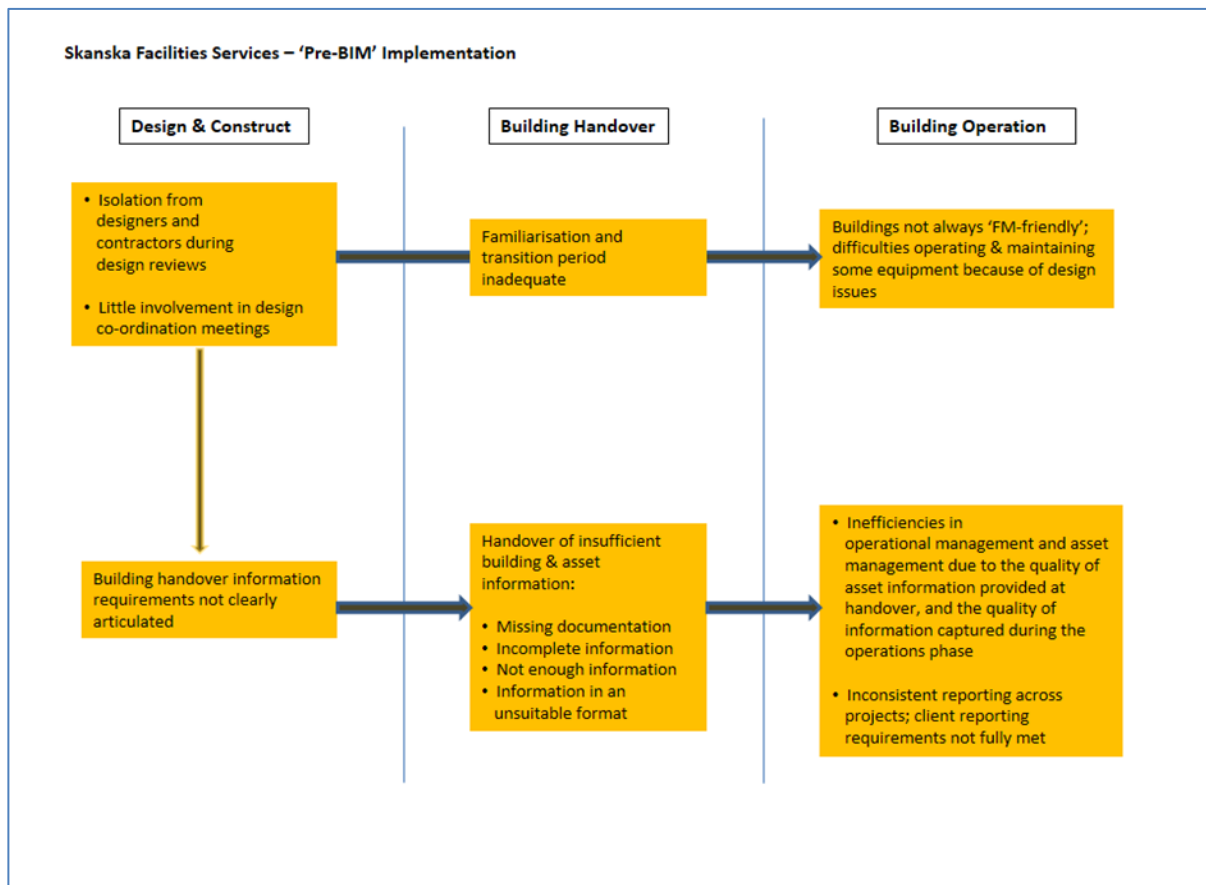 Skanska Facilities Services – ‘Pre-BIM’ Implementation
Design & Construct
Building Handover
Building Operation
• Isolation from
designers and
contractors during
design reviews
• Little involvement in design
co-ordination meetings
Familiarisation and
transition period
inadequate
Buildings not always ‘FM-friendly’;
difficulties operating & maintaining
some equipment because of design
issues
Building handover information
requirements not clearly
articulated
Handover of insufficient
building & asset
information:
• Missing documentation
• Incomplete information
• Not enough information
• Information in an
unsuitable format
• Inefficiencies in
operational management and asset
management due to the quality of
asset information provided at
handover, and the quality of
information captured during the
operations phase
• Inconsistent reporting across
projects; client reporting
requirements not fully met